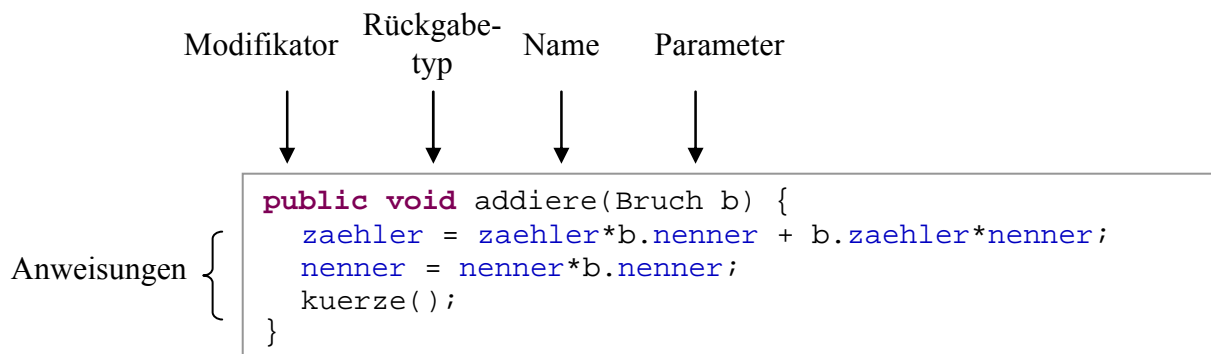 Modifikator Rückgabe-
typ Name Parameter
public void addiere(Bruch b) {
zaehler = zaehler*b.nenner + b.zaehler*nenner;
Anweisungen
nenner = nenner*b.nenner;
kuerze();
}